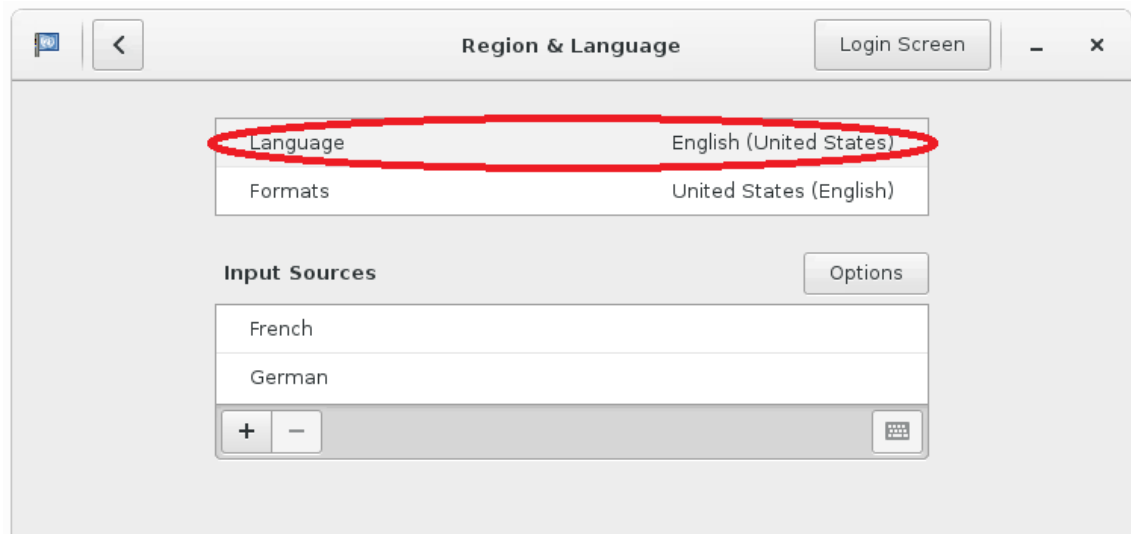 Region & Language
Login Screen
Language English (United States)
Formats United States (English)
Input Sources
Options
French
German